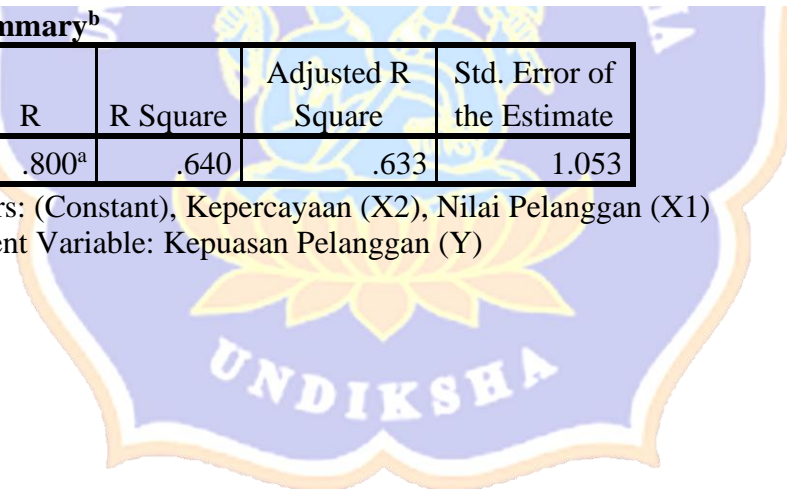 mmary^b
R R Square Adjusted R Square Std. Error of the Estimate
.800^a .640 .633 1.053
rs: (Constant), Kepercayaan (X2), Nilai Pelanggan (X1)
ent Variable: Kepuasan Pelanggan (Y)
UNDIKSHA